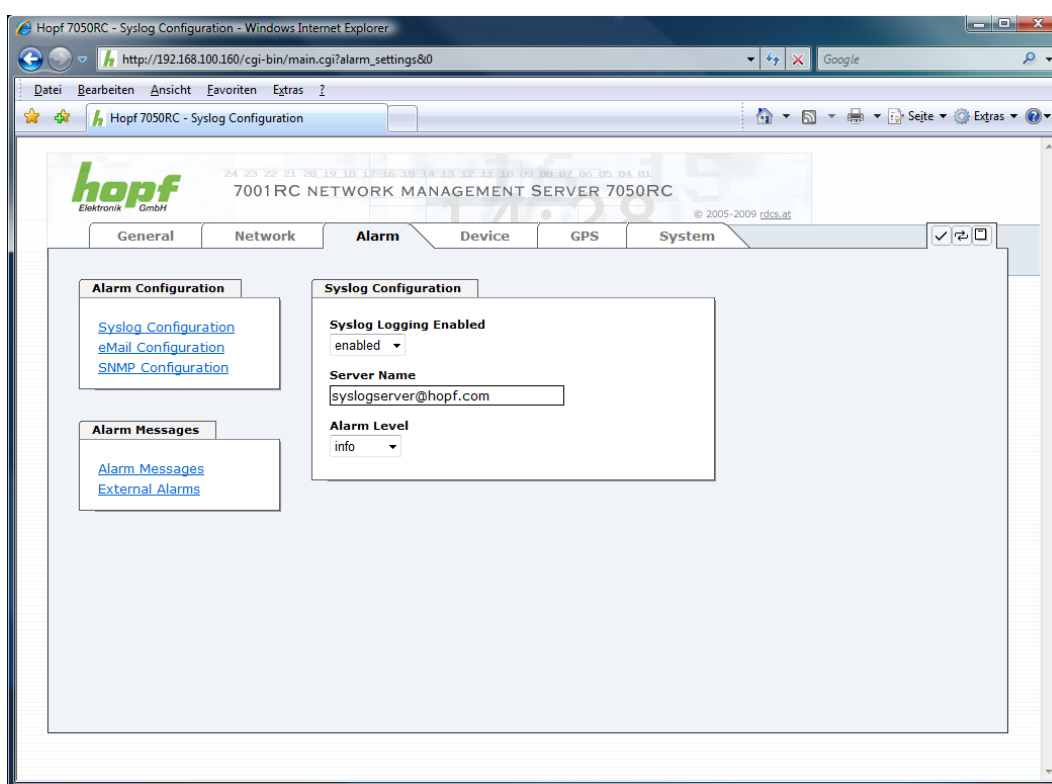 Hopf 7050RC - Syslog Configuration - Windows Internet Explorer
http://192.168.100.160/cgi-bin/main.cgi?alarm_settings&0
Google
Datei Bearbeiten Ansicht Favoriten Extras ?
Hopf 7050RC - Syslog Configuration
Seite Extras
24 23 22 21 20 19 18 17 16 15 14 13 12 11 10 09 08 07 06 05 04 01
hopf
Elektronik GmbH
7001RC NETWORK MANAGEMENT SERVER 7050RC
© 2005-2009 rdcs.at
General Network Alarm Device GPS System
Alarm Configuration
Syslog Configuration
eMail Configuration
SNMP Configuration
Alarm Messages
Alarm Messages
External Alarms
Syslog Configuration
Syslog Logging Enabled
enabled
Server Name
syslogserver@hopf.com
Alarm Level
info